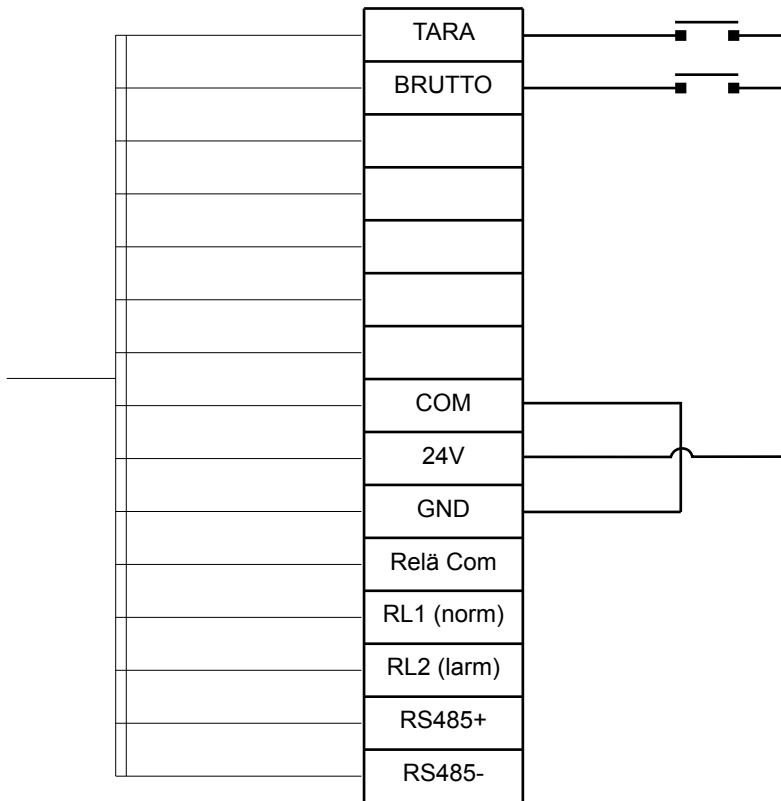 TARA
BRUTTO
COM
24V
GND
Relä Com
RL1 (norm)
RL2 (larm)
RS485+
RS485-